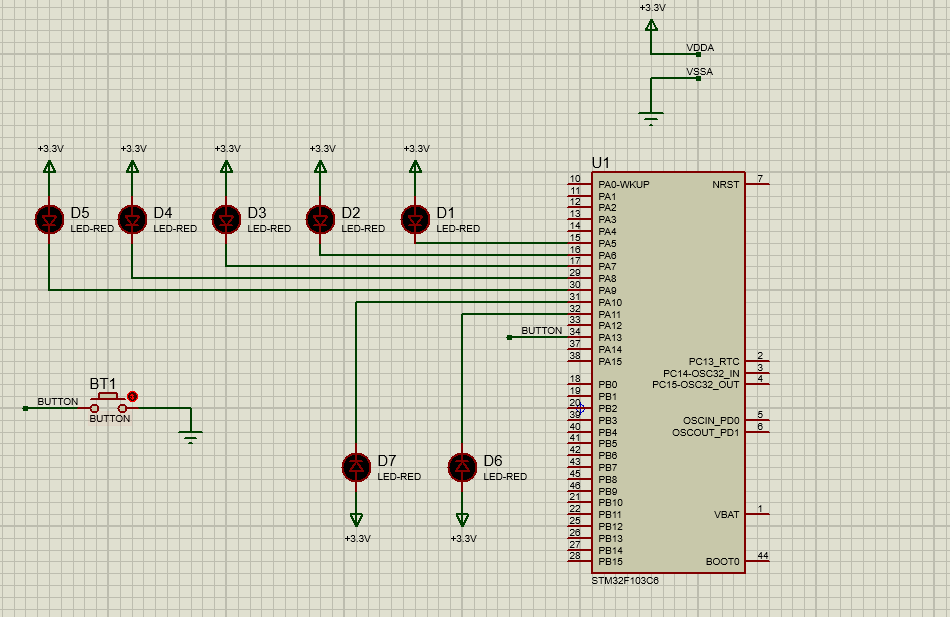 +3.3V
VDDA
VSSA
+3.3V +3.3V +3.3V +3.3V +3.3V
D5 D4 D3 D2 D1
LED-RED LED-RED LED-RED LED-RED LED-RED
U1
10 PA0-WKUP NRST 7
11 PA1
12 PA2
13 PA3
14 PA4
15 PA5
16 PA6
17 PA7
29 PA8
30 PA9
31 PA10
32 PA11
33 PA12
BUTTON 34 PA13
37 PA14
38 PA15 PC13_RTC 2
PC14-OSC32_IN 3
18 PB0 PC15-OSC32_OUT 4
19 PB1
20 PB2
39 PB3 OSCIN_PD0 5
40 PB4 OSCOUT_PD1 6
41 PB5
42 PB6
43 PB7
45 PB8
46 PB9
21 PB10
22 PB11 VBAT 1
25 PB12
26 PB13
27 PB14
28 PB15 BOOT0 44
STM32F103C6
BT1
BUTTON
BUTTON
D7 D6
LED-RED LED-RED
+3.3V +3.3V